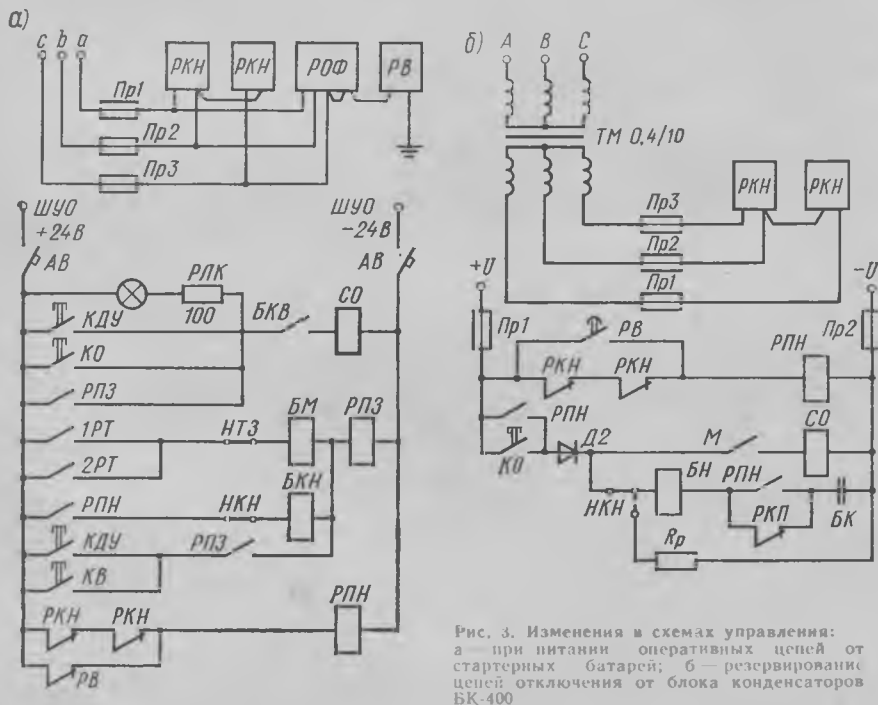 а)
c b a
РКН РКН РОФ РВ
Пр1
Пр2
Пр3
ШУО ШУО
+24В -24В
АВ АВ
РПК
100
КДУ БКВ СО
КО
РПЗ
1РТ НТЗ БМ РПЗ
2РТ
БКН
РПН НКН
КДУ РПЗ
КВ
РПН
РКН РКН
РВ
б)
A B C
ТМ 0,4/10
РКН РКН
Пр3
Пр2
Пр1
+U -U
Пр1 РВ Пр2
РКН РКН РПН
РПН
КО Д2 М СО
НКН БН РПН БК
РКП
Rр
Рис. 3. Изменения в схемах управления:
а — при питании оперативных цепей от
стартерных батарей; б — резервирование
цепей отключения от блока конденсаторов
БК-400